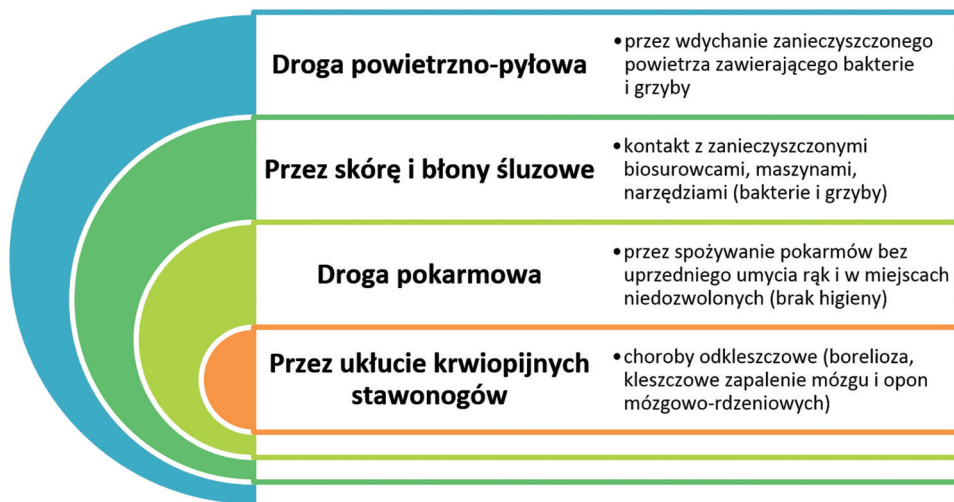 Droga powietrzno-pyłowa
•przez wdychanie zanieczyszczonego
powietrza zawierającego bakterie
i grzyby
Przez skórę i błony śluzowe
•kontakt z zanieczyszczonymi
biosurowcami, maszynami,
narzędziami (bakterie i grzyby)
Droga pokarmowa
•przez spożywanie pokarmów bez
uprzedniego umycia rąk i w miejscach
niedozwolonych (brak higieny)
Przez ukłucie krwiopijnych
stawonogów
•choroby odkleszczowe (borelioza,
kleszczowe zapalenie mózgu i opon
mózgowo-rdzeniowych)